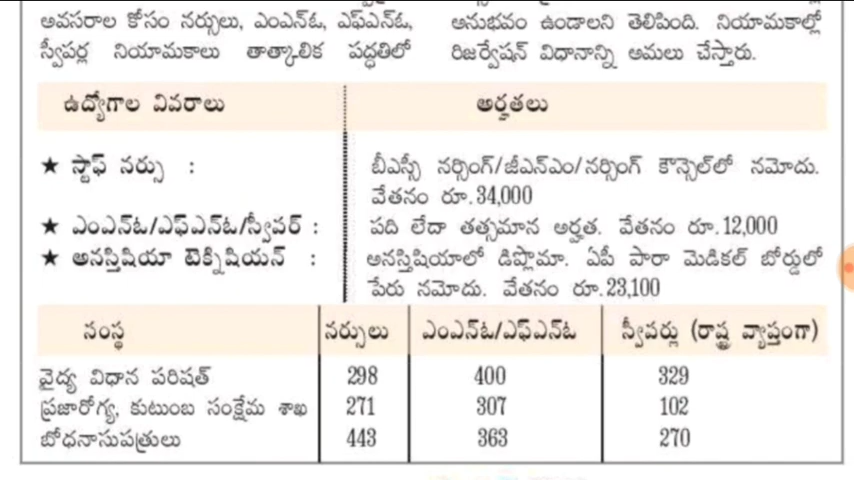 అవసరాల కోసం నర్సులు, ఎంఎన్ఓ, ఎఫ్ఎన్ఓ,
స్వీపర్ల నియామకాలు తాత్కాలిక పద్ధతిలో
అనుభవం ఉండాలని తెలిపింది. నియామకాల్లో
రిజర్వేషన్ విధానాన్ని అమలు చేస్తారు.
ఉద్యోగాల వివరాలు అర్హతలు
★ స్టాఫ్ నర్సు : బీఎస్సీ నర్సింగ్/జీఎన్ఎం/నర్సింగ్ కౌన్సెల్‌లో నమోదు.
వేతనం రూ.34,000
★ ఎంఎన్ఓ/ఎఫ్ఎన్ఓ/స్వీపర్ : పది లేదా తత్సమాన అర్హత. వేతనం రూ.12,000
★ అనస్తిషియా టెక్నిషియన్ : అనస్తిషియాలో డిప్లొమా. ఏపీ పారా మెడికల్ బోర్డులో
పేరు నమోదు. వేతనం రూ.23,100
సంస్థ నర్సులు ఎంఎన్ఓ/ఎఫ్ఎన్ఓ స్వీపర్లు (రాష్ట్ర వ్యాప్తంగా)
వైద్య విధాన పరిషత్ 298 400 329
ప్రజారోగ్య, కుటుంబ సంక్షేమ శాఖ 271 307 102
బోధనాసుపత్రులు 443 363 270